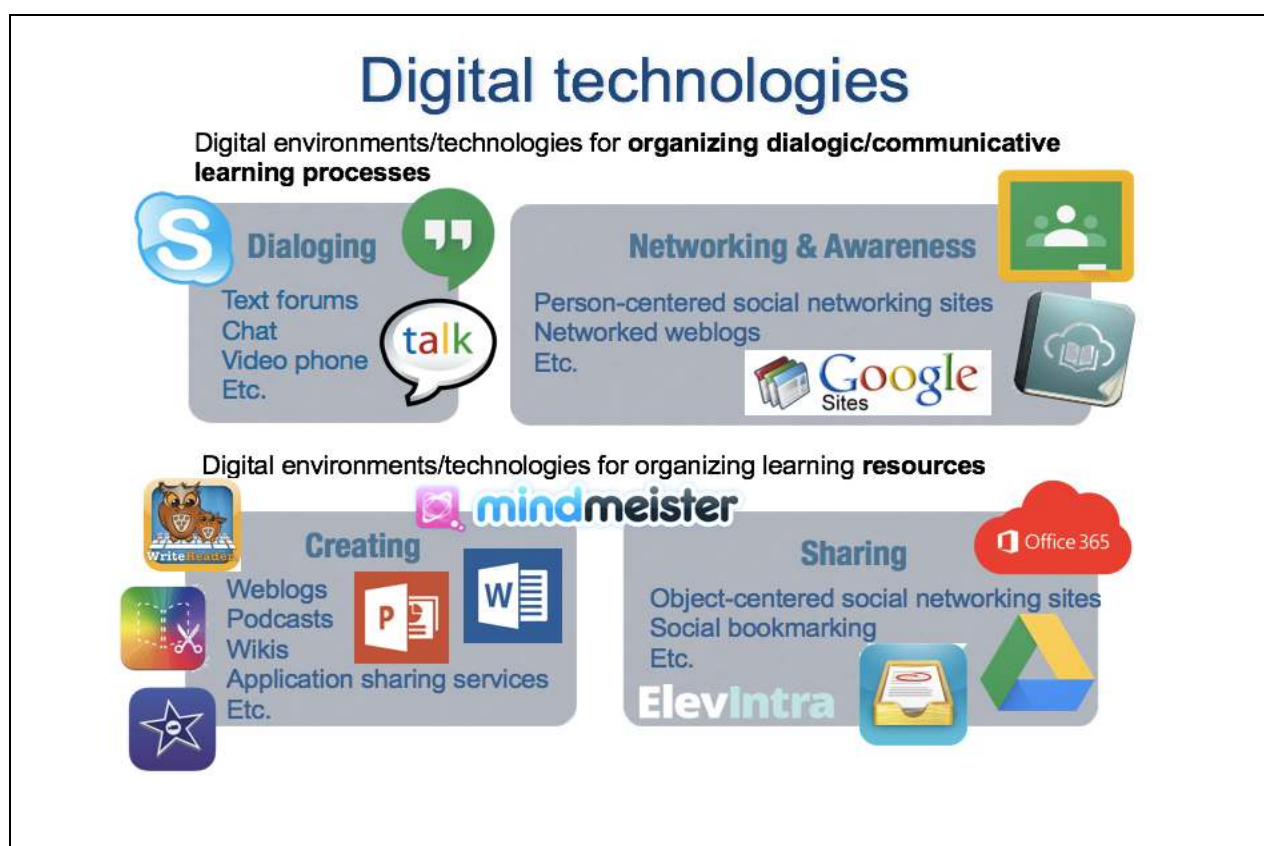 Digital technologies
Digital environments/technologies for organizing dialogic/communicative
learning processes
S
Dialoging
Text forums
Chat
Video phone
Etc.
talk
Networking & Awareness
Person-centered social networking sites
Networked weblogs
Etc.
Google
Sites
Digital environments/technologies for organizing learning resources
mindmeister
WriteReader
Creating
Weblogs
Podcasts
Wikis
Application sharing services
Etc.
P
W
Sharing
Office 365
Object-centered social networking sites
Social bookmarking
Etc.
ElevIntra